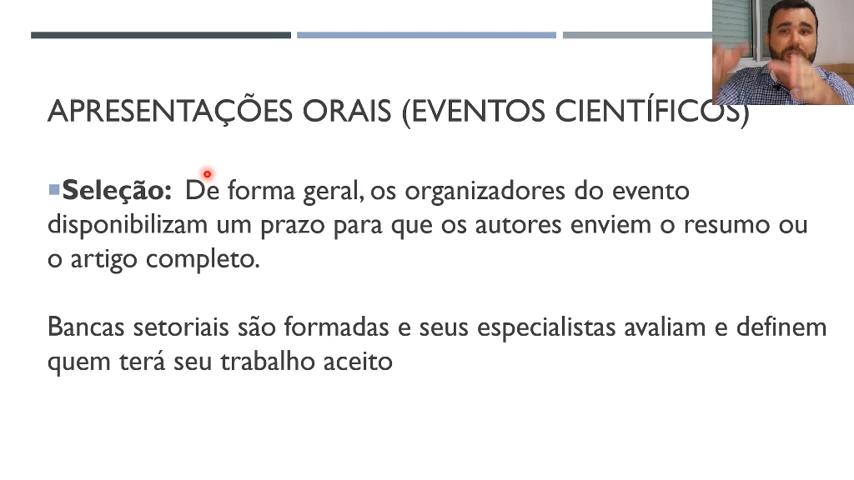 APRESENTAÇÕES ORAIS (EVENTOS CIENTÍFICOS)
Seleção: De forma geral, os organizadores do evento
disponibilizam um prazo para que os autores enviem o resumo ou
o artigo completo.
Bancas setoriais são formadas e seus especialistas avaliam e definem
quem terá seu trabalho aceito